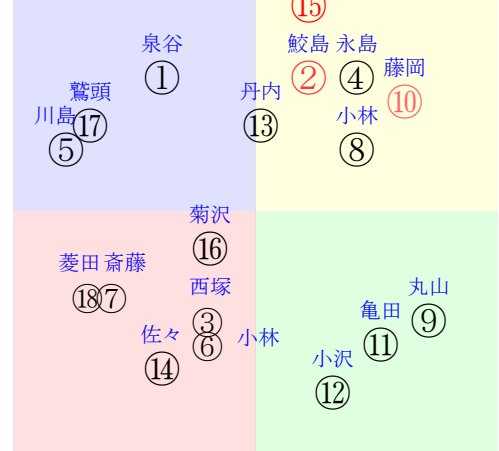 ⑮
泉谷 鮫島 永島
① ② ④ 藤岡
鷲頭 丹内 ⑩
川島 ⑰ ⑬ 小林
⑤ ⑧
菊沢
⑯
菱田 斎藤 西塚
⑱⑦ ③ 丸山
佐々 ⑥ 小林 亀田 ⑨
⑭ 小沢 ⑪
⑫